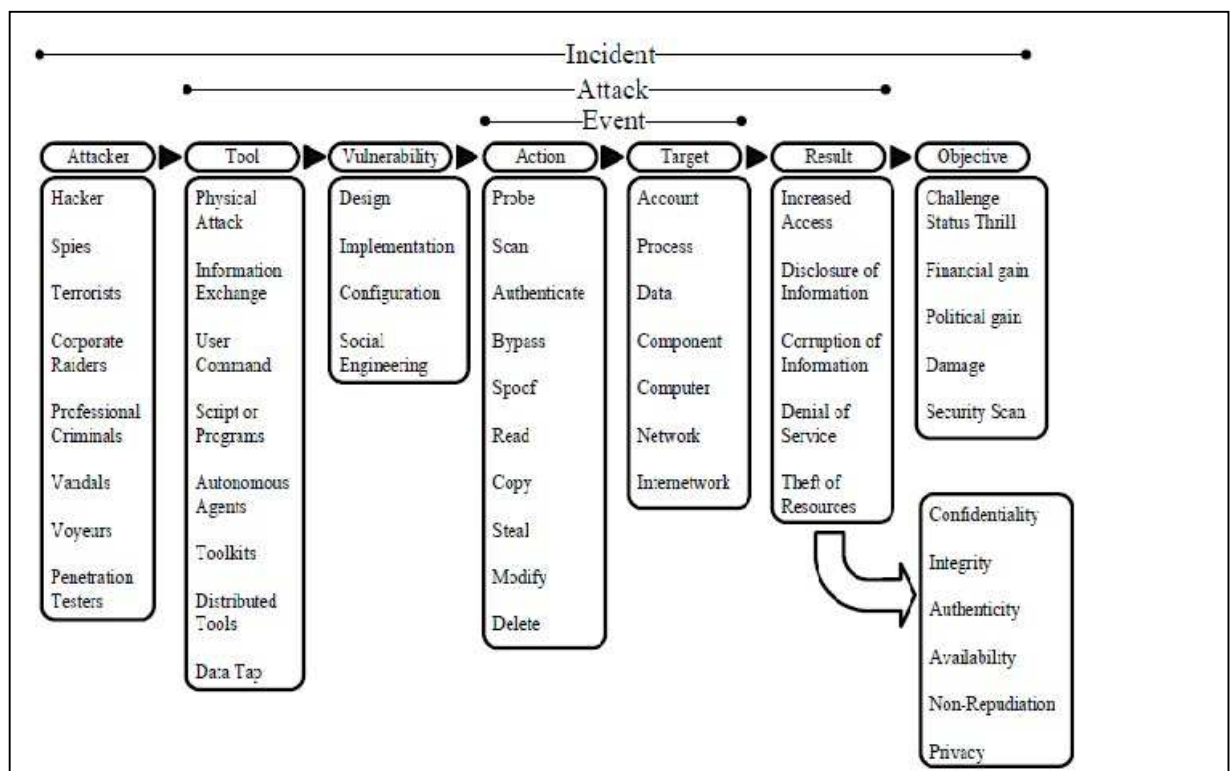 Incident
Attack
Event
Attacker
Tool
Vulnerability
Action
Target
Result
Objective
Hacker
Spies
Terrorists
Corporate
Raiders
Professional
Criminals
Vandals
Voyeurs
Penetration
Testers
Physical
Attack
Information
Exchange
User
Command
Script or
Programs
Autonomous
Agents
Toolkits
Distributed
Tools
Data Tap
Design
Implementation
Configuration
Social
Engineering
Probe
Scan
Authenticate
Bypass
Spoof
Read
Copy
Steal
Modify
Delete
Account
Process
Data
Component
Computer
Network
Internetwork
Increased
Access
Disclosure of
Information
Corruption of
Information
Denial of
Service
Theft of
Resources
Challenge
Status Thrill
Financial gain
Political gain
Damage
Security Scan
Confidentiality
Integrity
Authenticity
Availability
Non-Repudiation
Privacy